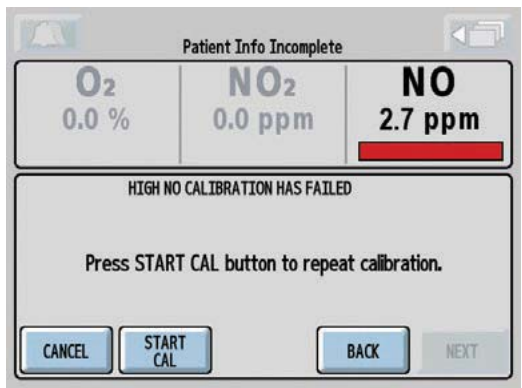 Patient Info Incomplete
O2 NO2 NO
0.0 % 0.0 ppm 2.7 ppm
HIGH NO CALIBRATION HAS FAILED
Press START CAL button to repeat calibration.
CANCEL START CAL BACK NEXT